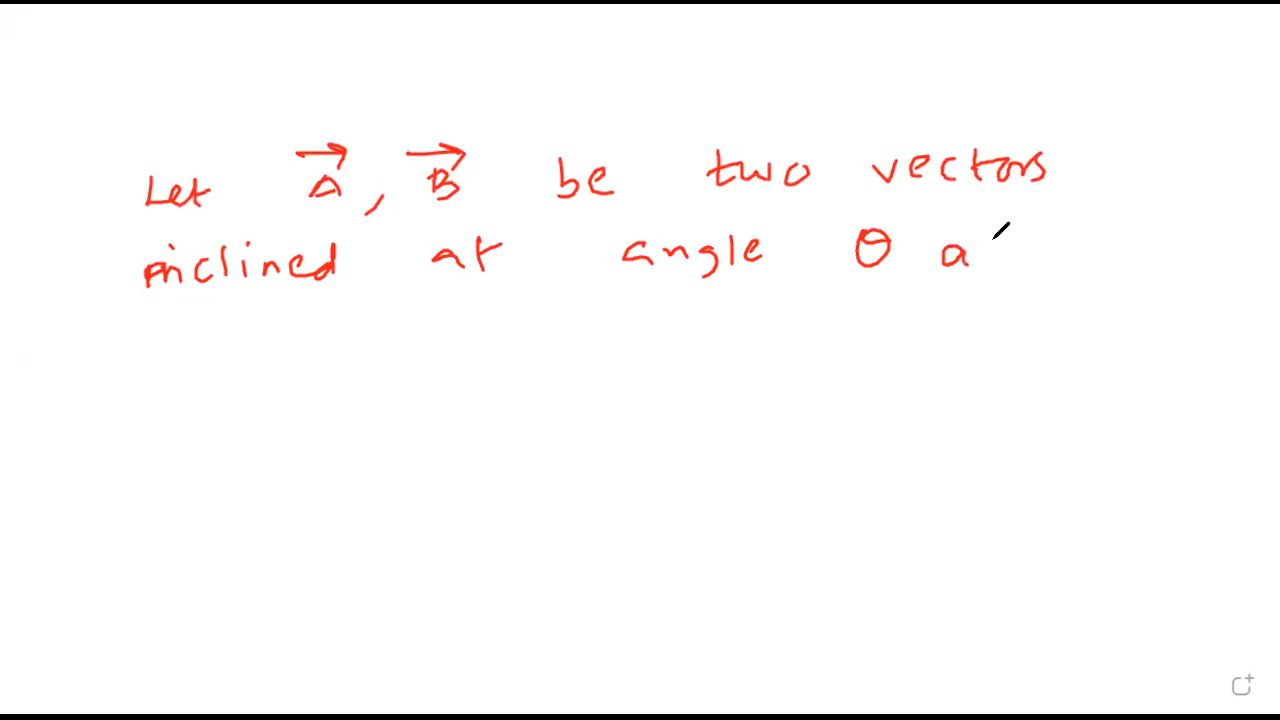 Let A⃗, B⃗ be two vectors
inclined at angle θ a